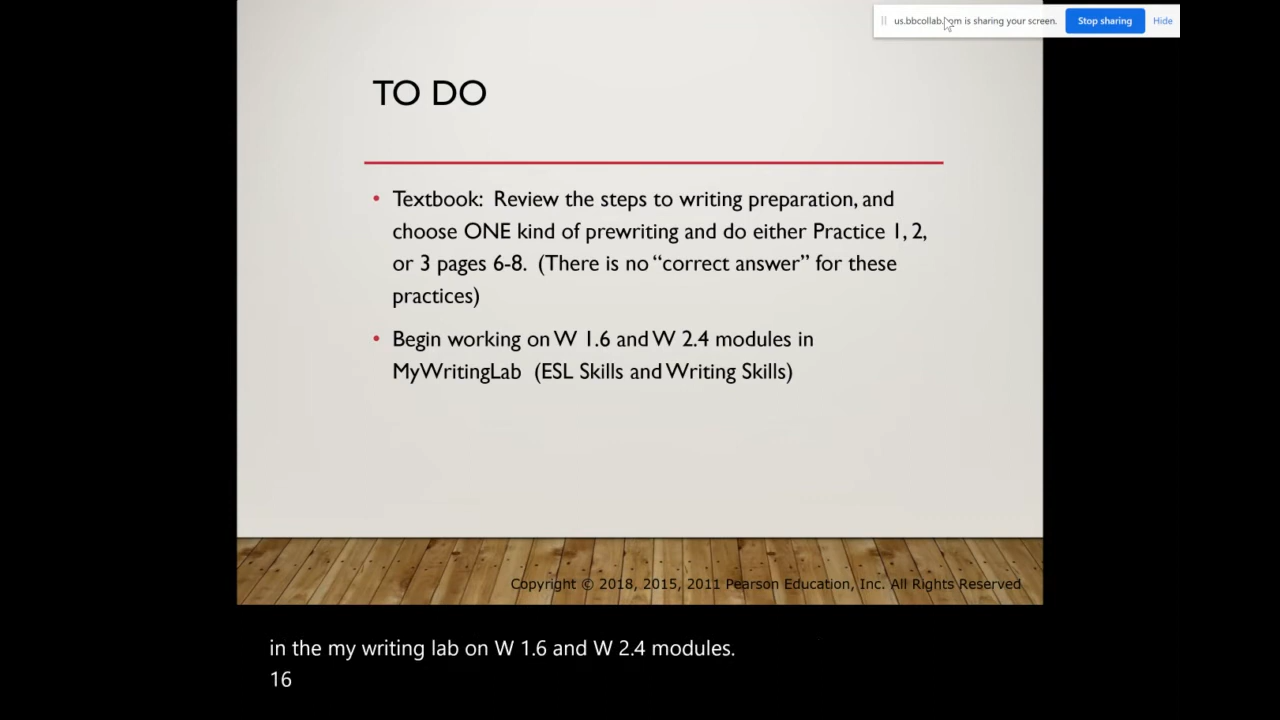 us.bbcollab.com is sharing your screen.
Stop sharing
Hide
TO DO
• Textbook: Review the steps to writing preparation, and
choose ONE kind of prewriting and do either Practice 1, 2,
or 3 pages 6-8. (There is no “correct answer” for these
practices)
• Begin working on W 1.6 and W 2.4 modules in
MyWritingLab (ESL Skills and Writing Skills)
Copyright © 2018, 2015, 2011 Pearson Education, Inc. All Rights Reserved
in the my writing lab on W 1.6 and W 2.4 modules.
16